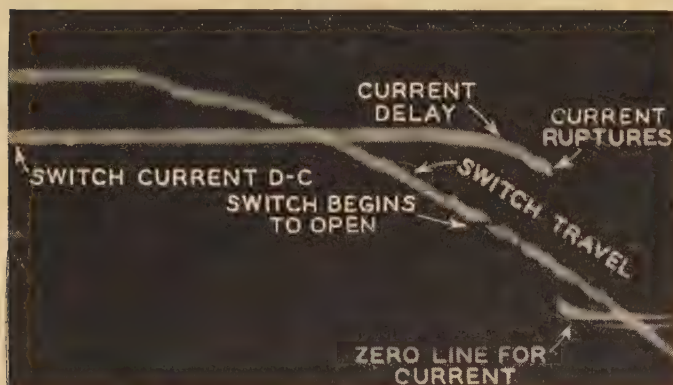 CURRENT
DELAY
CURRENT
RUPTURES
SWITCH CURRENT D-C
SWITCH TRAVEL
SWITCH BEGINS
TO OPEN
ZERO LINE FOR
CURRENT